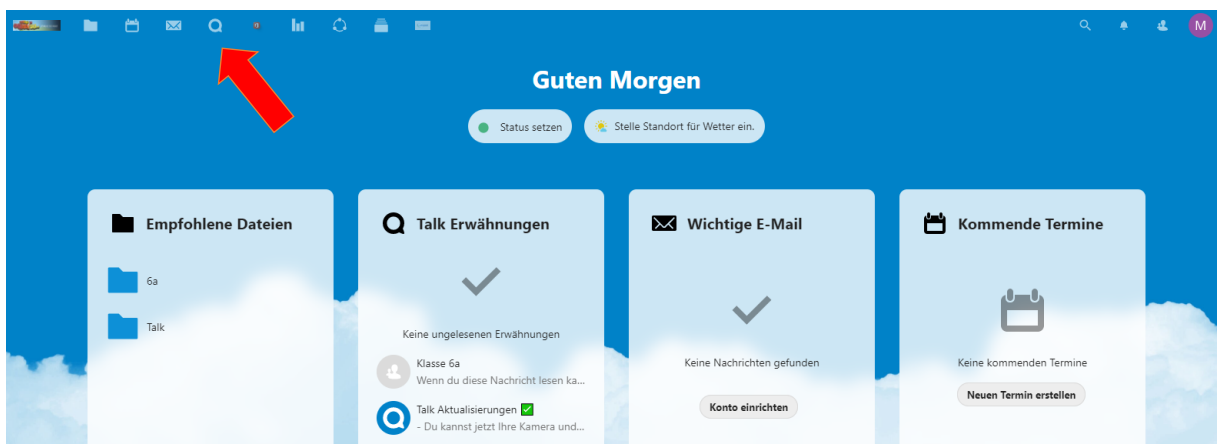 M
Guten Morgen
Status setzen
Stelle Standort für Wetter ein.
Empfohlene Dateien
6a
Talk
Talk Erwähnungen
Keine ungelesenen Erwähnungen
Klasse 6a
Wenn du diese Nachricht lesen ka...
Talk Aktualisierungen ✅
- Du kannst jetzt Ihre Kamera und...
Wichtige E-Mail
Keine Nachrichten gefunden
Konto einrichten
Kommende Termine
Keine kommenden Termine
Neuen Termin erstellen